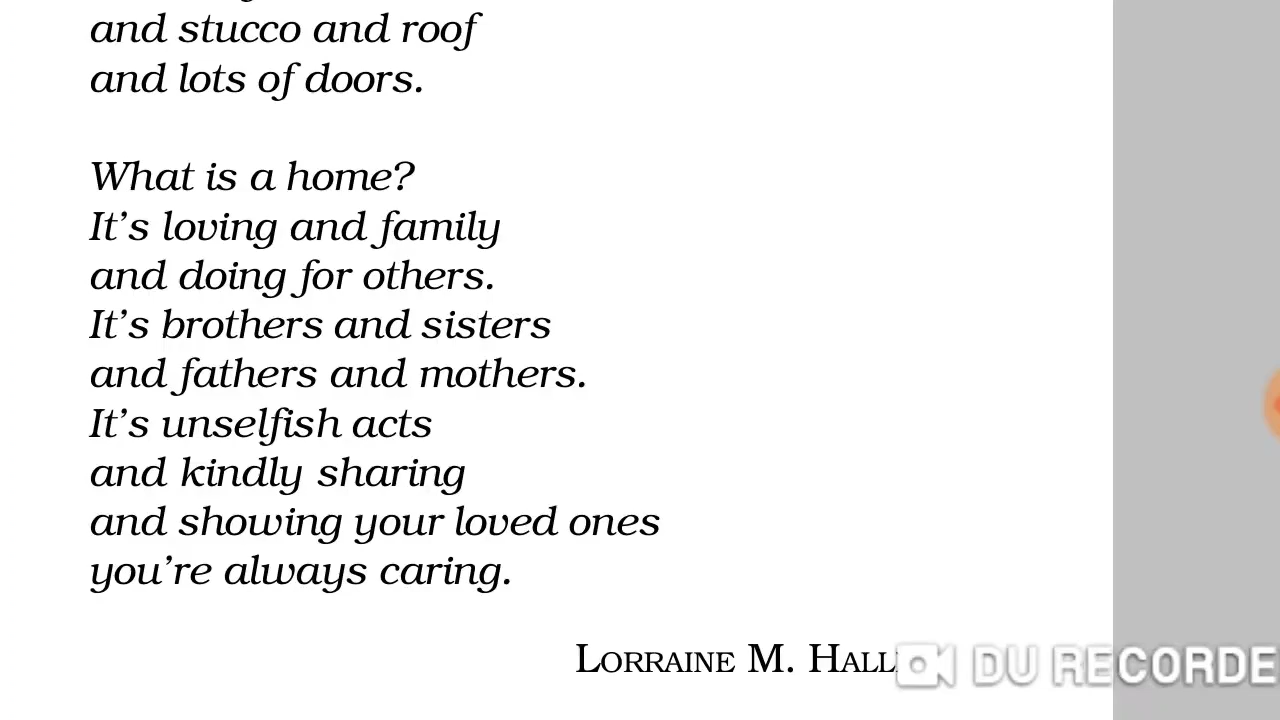 and stucco and roof
and lots of doors.
What is a home?
It's loving and family
and doing for others.
It's brothers and sisters
and fathers and mothers.
It's unselfish acts
and kindly sharing
and showing your loved ones
you're always caring.
LORRAINE M. 
DU RECORDE